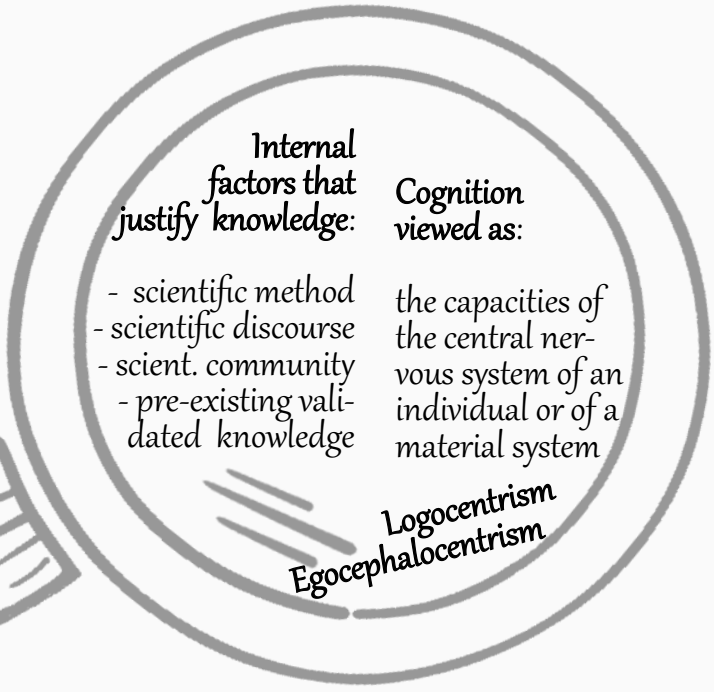 Internal
factors that
justify knowledge:
- scientific method
- scientific discourse
- scient. community
- pre-existing vali-
dated knowledge
Cognition
viewed as:
the capacities of
the central ner-
vous system of an
individual or of a
material system
Logocentrism
Egocephalocentrism